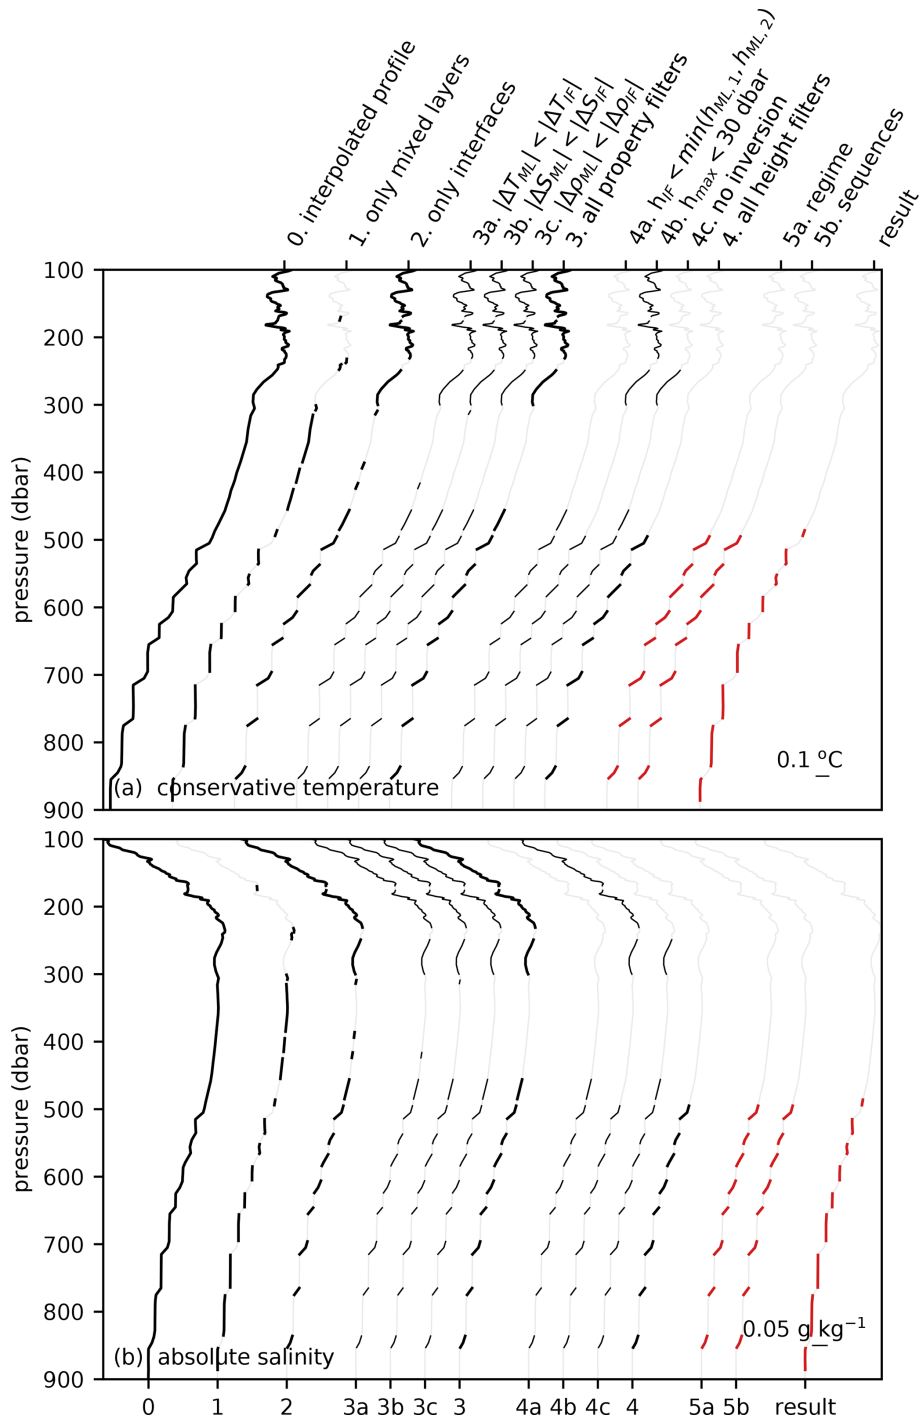 0. interpolated profile
1. only mixed layers
2. only interfaces
3a. |ΔT_ML| < |ΔT_IF|
3b. |ΔS_ML| < |ΔS_IF|
3c. |Δρ_ML| < |Δρ_IF|
3. all property filters
4a. h_IF < min(h_ML, 1, h_ML, 2)
4b. h_max < 30 dbar
4c. no inversion
4. all height filters
5a. regime
5b. sequences
result
100
200
300
400
500
600
700
800
900
pressure (dbar)
0.1 °C
(a) conservative temperature
100
200
300
400
500
600
700
800
900
pressure (dbar)
0.05 g kg⁻¹
(b) absolute salinity
0 1 2 3a 3b 3c 3 4a 4b 4c 4 5a 5b result